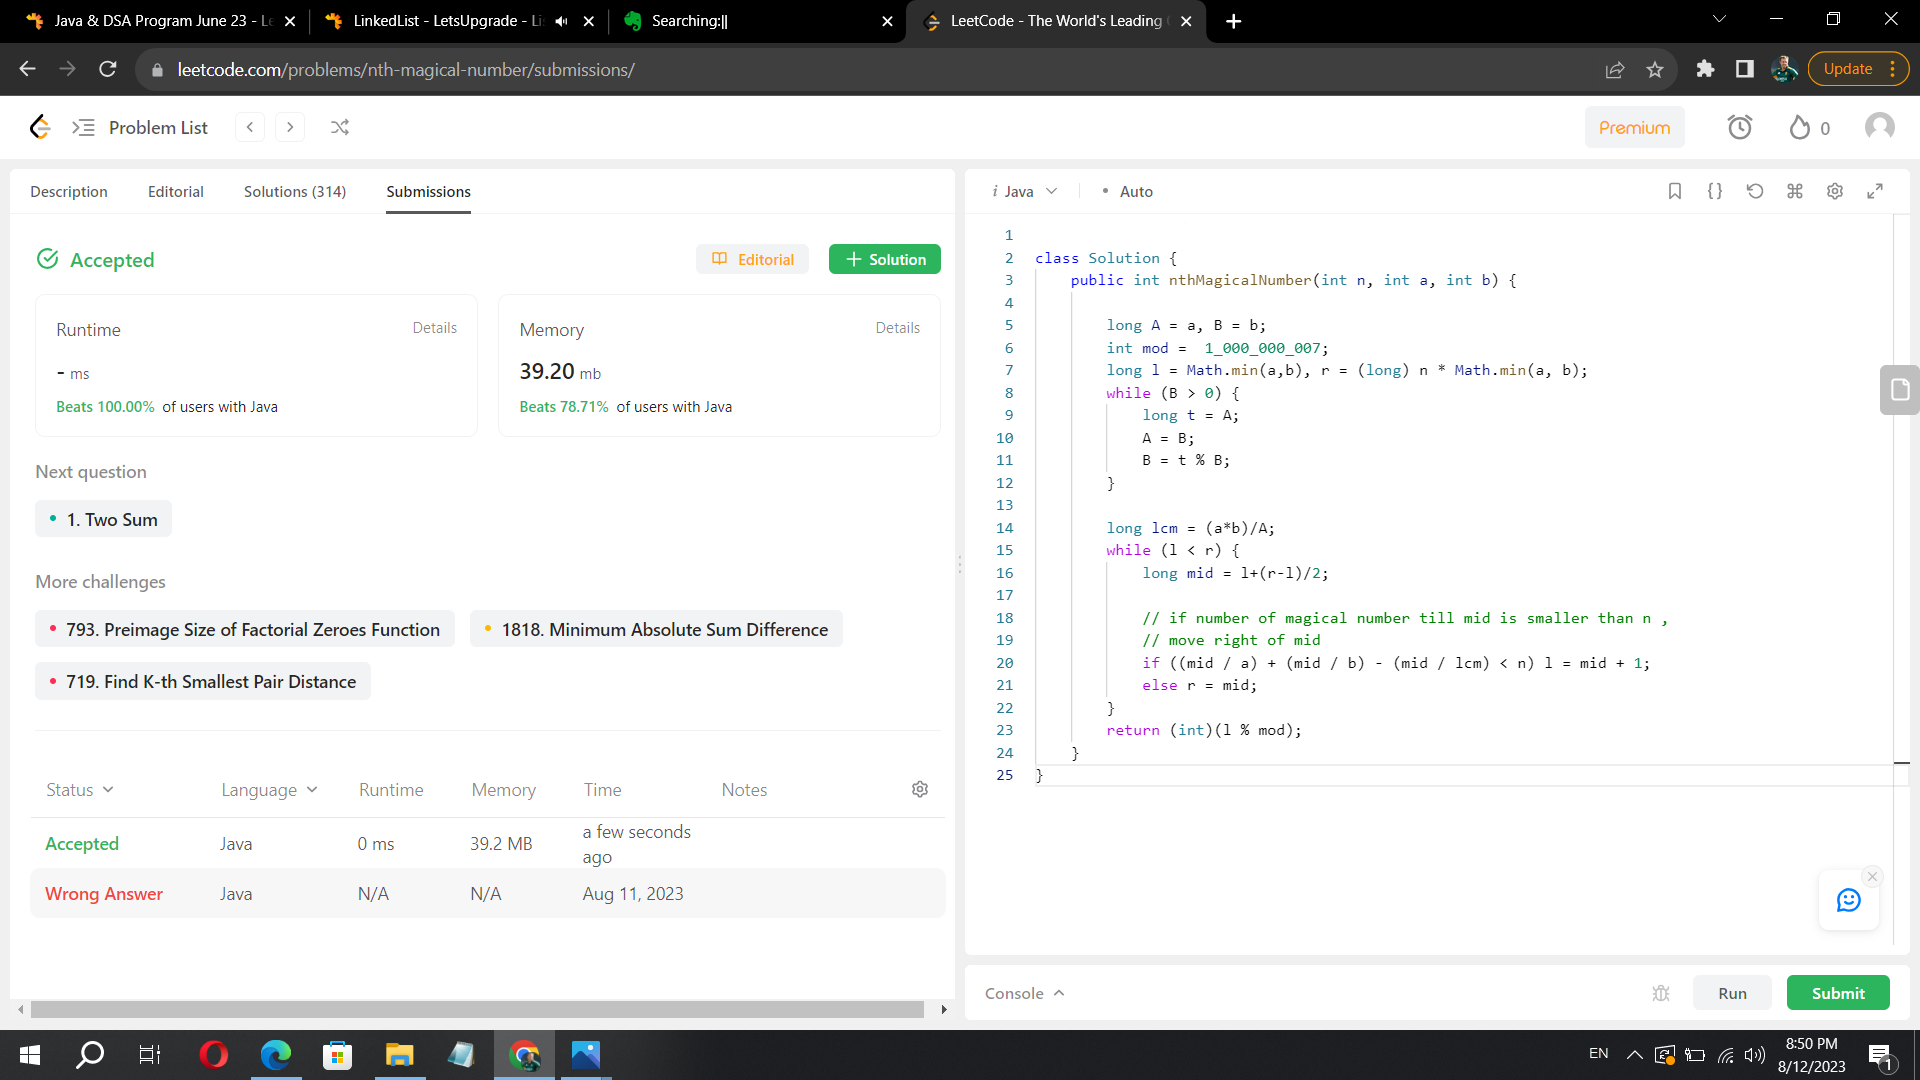 Java & DSA Program June 23 - Le
LinkedList - LetsUpgrade - Li
Searching:||
LeetCode - The World's Leading
leetcode.com/problems/nth-magical-number/submissions/
Update
Problem List
Premium
0
Description
Editorial
Solutions (314)
Submissions
Accepted
Editorial
+ Solution
Runtime
Details
- ms
Beats 100.00% of users with Java
Memory
Details
39.20 mb
Beats 78.71% of users with Java
Next question
1. Two Sum
More challenges
793. Preimage Size of Factorial Zeroes Function
1818. Minimum Absolute Sum Difference
719. Find K-th Smallest Pair Distance
Status
Language
Runtime
Memory
Time
Notes
Accepted
Java
0 ms
39.2 MB
a few seconds
ago
Wrong Answer
Java
N/A
N/A
Aug 11, 2023
i Java
• Auto
1
2 class Solution {
3 public int nthMagicalNumber(int n, int a, int b) {
4
5 long A = a, B = b;
6 int mod =  1_000_000_007;
7 long l = Math.min(a,b), r = (long) n * Math.min(a, b);
8 while (B > 0) {
9 long t = A;
10 A = B;
11 B = t % B;
12 }
13
14 long lcm = (a*b)/A;
15 while (l < r) {
16 long mid = l+(r-l)/2;
17
18 // if number of magical number till mid is smaller than n ,
19 // move right of mid
20 if ((mid / a) + (mid / b) - (mid / lcm) < n) l = mid + 1;
21 else r = mid;
22 }
23 return (int)(l % mod);
24 }
25 }
Console
Run
Submit
EN
8:50 PM
8/12/2023
1